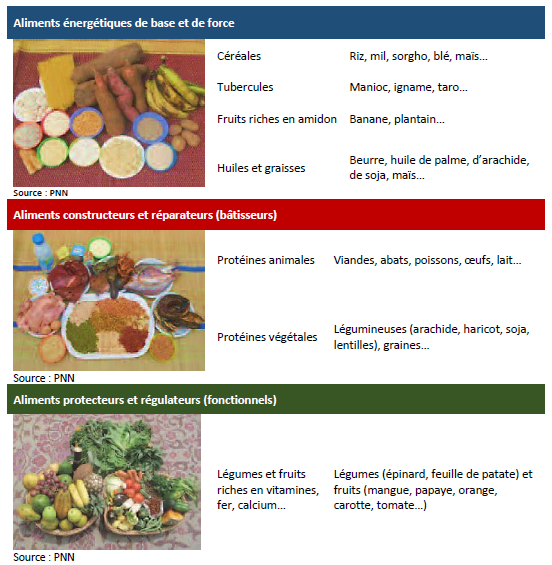 Aliments énergétiques de base et de force
Céréales
Riz, mil, sorgho, blé, maïs...
Tubercules
Manioc, igname, taro...
Fruits riches en amidon
Banane, plantain...
Huiles et graisses
Beurre, huile de palme, d'arachide,
de soja, maïs...
Source : PNN
Aliments constructeurs et réparateurs (bâtisseurs)
Protéines animales
Viandes, abats, poissons, œufs, lait...
Protéines végétales
Légumineuses (arachide, haricot, soja,
lentilles), graines...
Source : PNN
Aliments protecteurs et régulateurs (fonctionnels)
Légumes et fruits
riches en vitamines,
fer, calcium...
Légumes (épinard, feuille de patate) et
fruits (mangue, papaye, orange,
carotte, tomate...)
Source : PNN